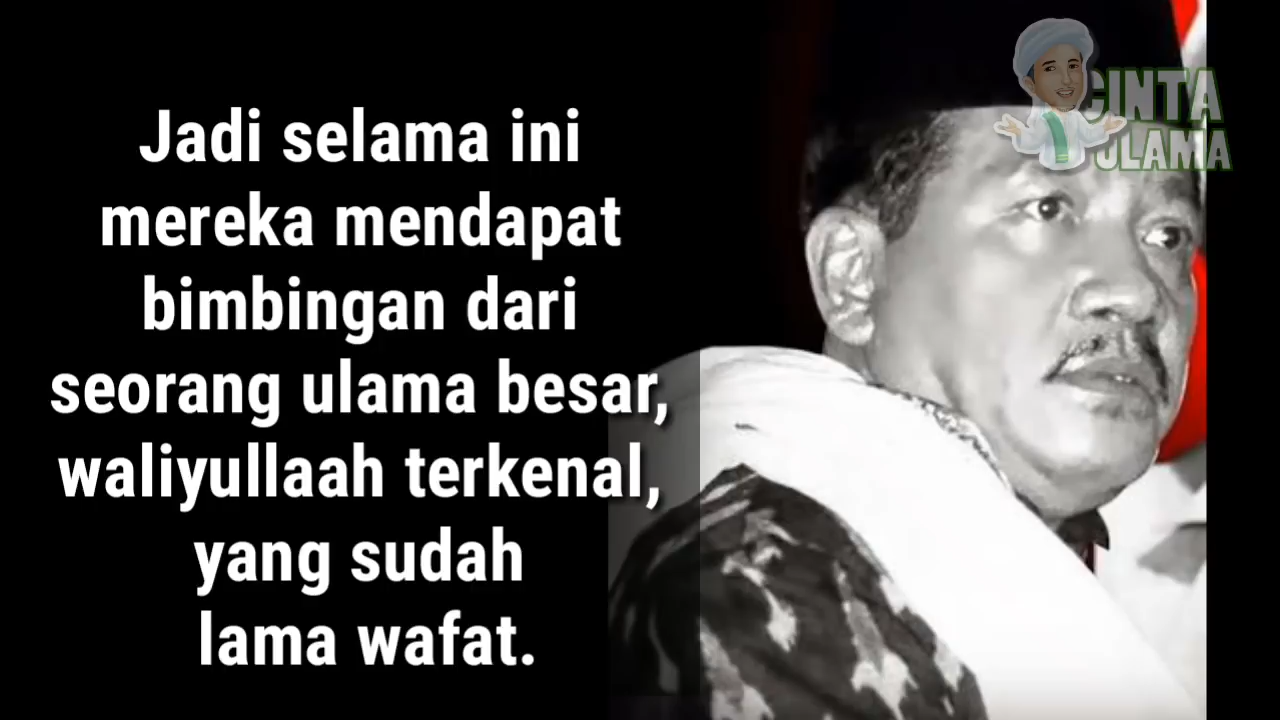 Jadi selama ini
mereka mendapat
bimbingan dari
seorang ulama besar,
waliyullaah terkenal,
yang sudah
lama wafat.
CINTA
ULAMA